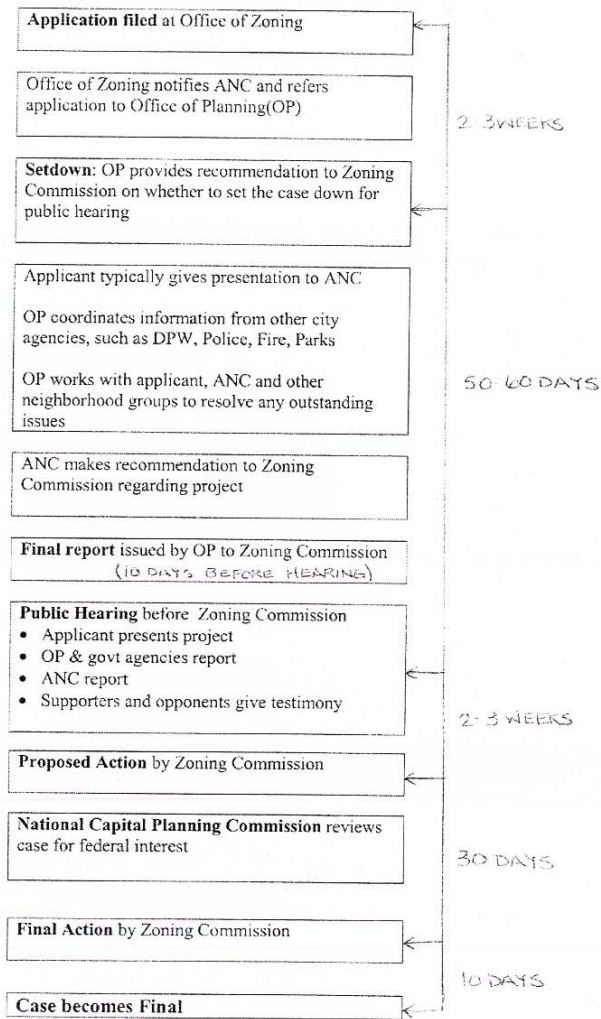 Application filed at Office of Zoning
Office of Zoning notifies ANC and refers
application to Office of Planning(OP)
2-3 WEEKS
Setdown: OP provides recommendation to Zoning
Commission on whether to set the case down for
public hearing
Applicant typically gives presentation to ANC
OP coordinates information from other city
agencies, such as DPW, Police, Fire, Parks
OP works with applicant, ANC and other
neighborhood groups to resolve any outstanding
issues
50-60 DAYS
ANC makes recommendation to Zoning
Commission regarding project
Final report issued by OP to Zoning Commission
(10 DAYS BEFORE HEARING)
Public Hearing before Zoning Commission
• Applicant presents project
• OP & govt agencies report
• ANC report
• Supporters and opponents give testimony
2-3 WEEKS
Proposed Action by Zoning Commission
National Capital Planning Commission reviews
case for federal interest
30 DAYS
Final Action by Zoning Commission
10 DAYS
Case becomes Final